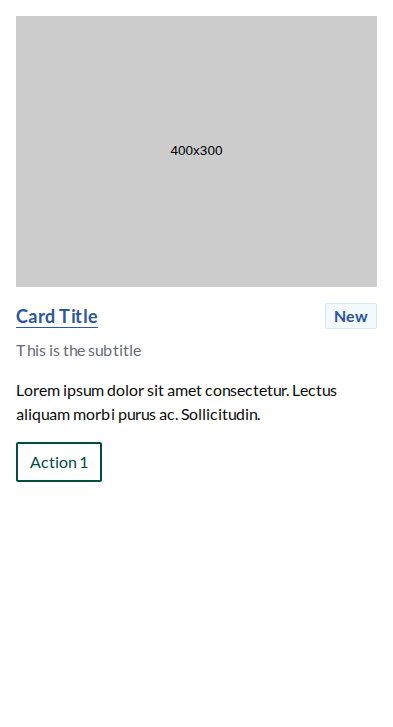 400x300
Card Title
New
This is the subtitle
Lorem ipsum dolor sit amet consectetur. Lectus
aliquam morbi purus ac. Sollicitudin.
Action 1